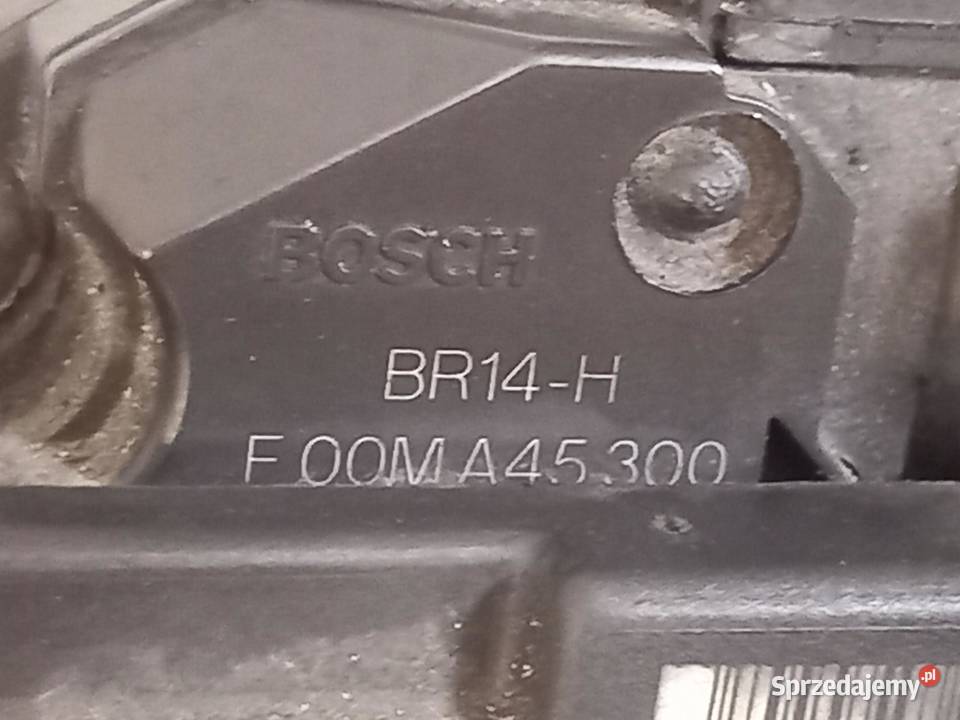 BOSCH
BR14-H
F 00M A45 300
Sprzedajemy.pl